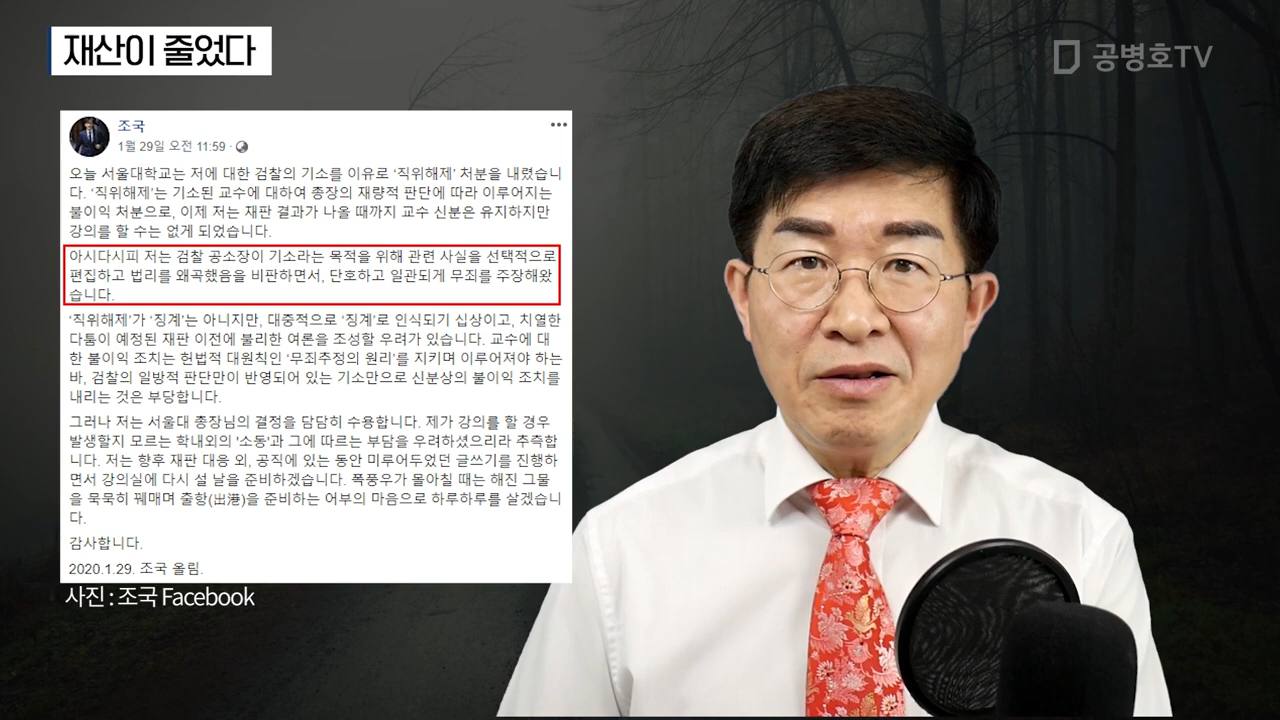 재산이 줄었다
공병호TV
조국
1월 29일 오전 11:59 ·
오늘 서울대학교는 저에 대한 검찰의 기소를 이유로 ‘직위해제’ 처분을 내렸습니
다. ‘직위해제’는 기소된 교수에 대하여 총장의 재량적 판단에 따라 이루어지는
불이익 처분으로, 이제 저는 재판 결과가 나올 때까지 교수 신분은 유지하지만
강의를 할 수는 없게 되었습니다.
아시다시피 저는 검찰 공소장이 기소라는 목적을 위해 관련 사실을 선택적으로
편집하고 법리를 왜곡했음을 비판하면서, 단호하고 일관되게 무죄를 주장해왔
습니다.
‘직위해제’가 ‘징계’는 아니지만, 대중적으로 ‘징계’로 인식되기 십상이고, 치열한
다툼이 예정된 재판 이전에 불리한 여론을 조성할 우려가 있습니다. 교수에 대
한 불이익 조치는 헌법적 대원칙인 ‘무죄추정의 원리’를 지키며 이루어져야 하는
바, 검찰의 일방적 판단만이 반영되어 있는 기소만으로 신분상의 불이익 조치를
내리는 것은 부당합니다.
그러나 저는 서울대 총장님의 결정을 담담히 수용합니다. 제가 강의를 할 경우
발생할지 모르는 학내외의 '소동'과 그에 따르는 부담을 우려하셨으리라 추측합
니다. 저는 향후 재판 대응 외, 공직에 있는 동안 미루어두었던 글쓰기를 진행하
면서 강의실에 다시 설 날을 준비하겠습니다. 폭풍우가 몰아칠 때는 해진 그물
을 묵묵히 꿰매며 출항(出港)을 준비하는 어부의 마음으로 하루하루를 살겠습니
다.
감사합니다.
2020.1.29. 조국 올림.
사진 : 조국 Facebook